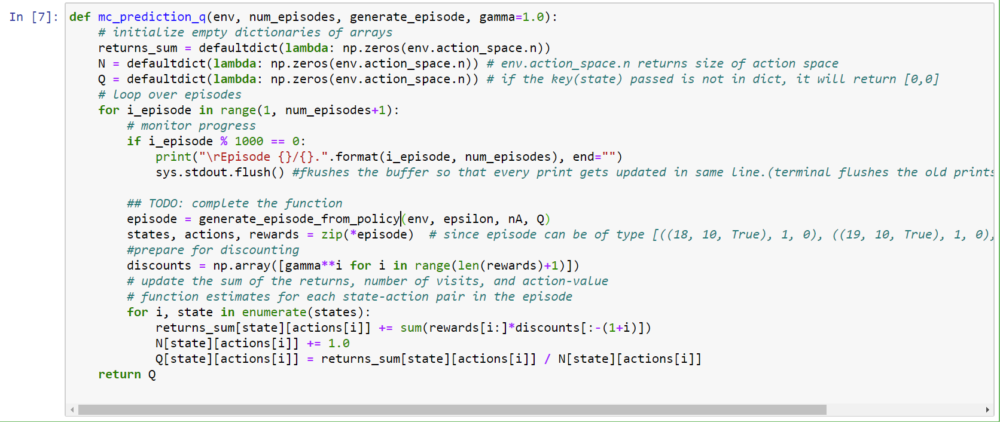 In [7]: def mc_prediction_q(env, num_episodes, generate_episode, gamma=1.0):
    # initialize empty dictionaries of arrays
    returns_sum = defaultdict(lambda: np.zeros(env.action_space.n))
    N = defaultdict(lambda: np.zeros(env.action_space.n)) # env.action_space.n returns size of action space
    Q = defaultdict(lambda: np.zeros(env.action_space.n)) # if the key(state) passed is not in dict, it will return [0,0]
    # loop over episodes
    for i_episode in range(1, num_episodes+1):
        # monitor progress
        if i_episode % 1000 == 0:
            print("\rEpisode {}/{}.".format(i_episode, num_episodes), end="")
            sys.stdout.flush() #fkushes the buffer so that every print gets updated in same line.(terminal flushes the old prints
        ## TODO: complete the function
        episode = generate_episode_from_policy(env, epsilon, nA, Q)
        states, actions, rewards = zip(*episode)  # since episode can be of type [((18, 10, True), 1, 0), ((19, 10, True), 1, 0),
        #prepare for discounting
        discounts = np.array([gamma**i for i in range(len(rewards)+1)])
        # update the sum of the returns, number of visits, and action-value
        # function estimates for each state-action pair in the episode
        for i, state in enumerate(states):
            returns_sum[state][actions[i]] += sum(rewards[i:]*discounts[:-(1+i)])
            N[state][actions[i]] += 1.0
            Q[state][actions[i]] = returns_sum[state][actions[i]] / N[state][actions[i]]
    return Q